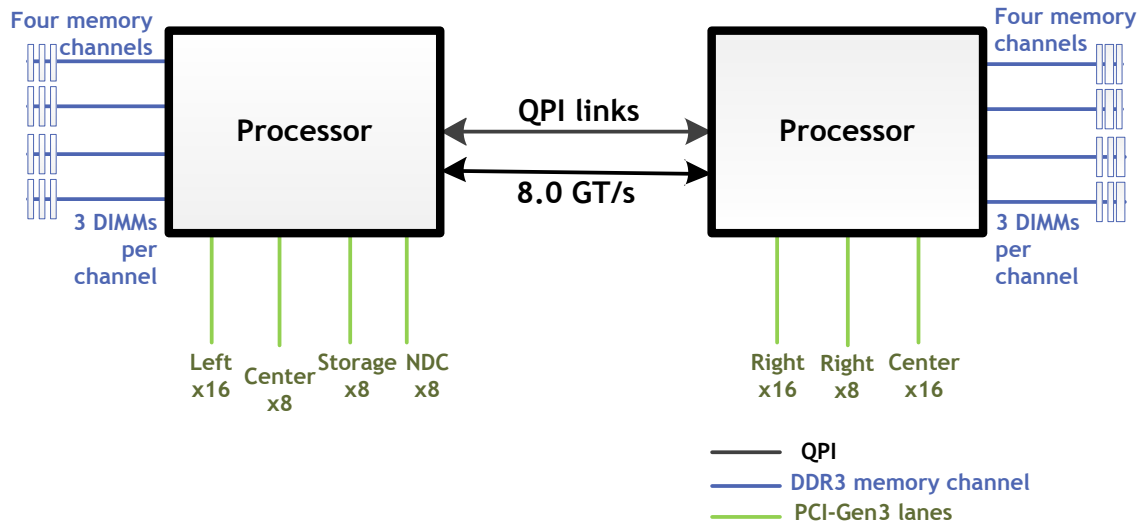 Four memory
channels
Four memory
channels
Processor
QPI links
8.0 GT/s
Processor
3 DIMMs
per
channel
3 DIMMs
per
channel
Left
x16
Center
x8
Storage
x8
NDC
x8
Right
x16
Right
x8
Center
x16
QPI
DDR3 memory channel
PCI-Gen3 lanes